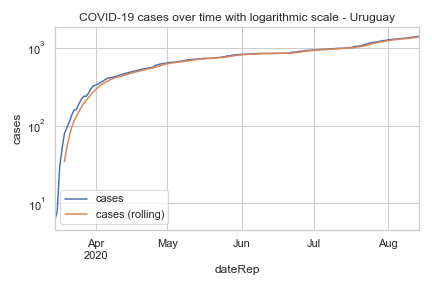 COVID-19 cases over time with logarithmic scale - Uruguay
cases
10³
10²
10¹
cases
cases (rolling)
Apr
2020
May
Jun
Jul
Aug
dateRep